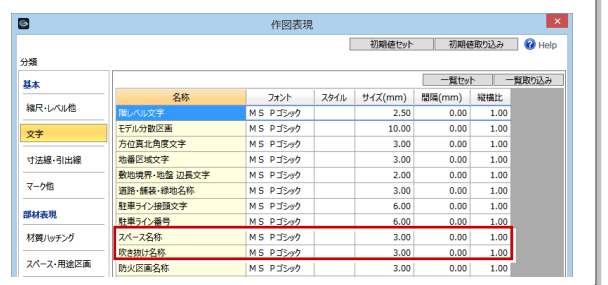 作図表現
初期値セット 初期値取り込み Help
分類
一覧セット 一覧取り込み
基本
縮尺・レベル他
文字
寸法線・引出線
マーク他
部材表現
材質ハッチング
スペース・用途区画
名称 フォント スタイル サイズ(mm) 間隔(mm) 縦横比
階レベル文字 ＭＳ Ｐゴシック 2.50 0.00 1.00
モデル分散区画 ＭＳ Ｐゴシック 10.00 0.00 1.00
方位真北角度文字 ＭＳ Ｐゴシック 3.00 0.00 1.00
地番区域文字 ＭＳ Ｐゴシック 3.00 0.00 1.00
敷地境界・地盤 辺長文字 ＭＳ Ｐゴシック 2.00 0.00 1.00
道路・舗装・緑地名称 ＭＳ Ｐゴシック 3.00 0.00 1.00
駐車ライン接頭文字 ＭＳ Ｐゴシック 6.00 0.00 1.00
駐車ライン番号 ＭＳ Ｐゴシック 6.00 0.00 1.00
スペース名称 ＭＳ Ｐゴシック 3.00 0.00 1.00
吹き抜け名称 ＭＳ Ｐゴシック 3.00 0.00 1.00
防火区画名称 ＭＳ Ｐゴシック 3.00 0.00 1.00